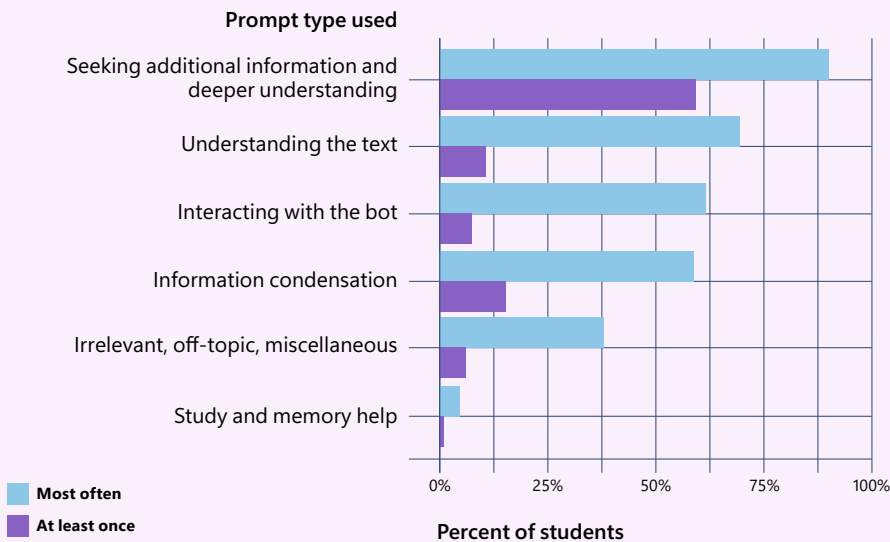 Prompt type used
Seeking additional information and
deeper understanding
Understanding the text
Interacting with the bot
Information condensation
Irrelevant, off-topic, miscellaneous
Study and memory help
0% 25% 50% 75% 100%
Most often
At least once
Percent of students